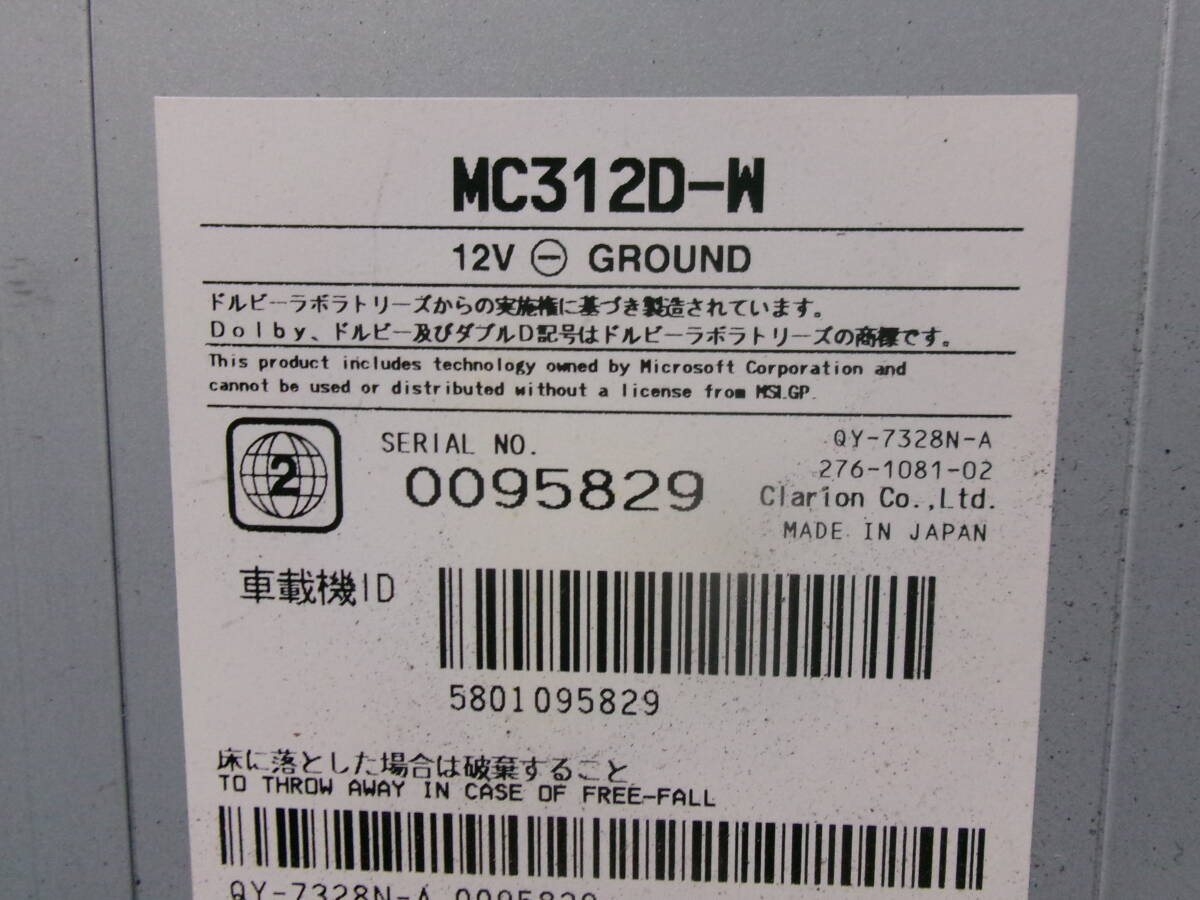 MC312D-W
12V ⊖ GROUND
ドルビーラボラトリーズからの実施権に基づき製造されています。
Dolby、ドルビー及びダブルD記号はドルビーラボラトリーズの商標です。
This product includes technology owned by Microsoft Corporation and
cannot be used or distributed without a license from MSLGP.
2
SERIAL NO.
0095829
QY-7328N-A
276-1081-02
Clarion Co.,Ltd.
MADE IN JAPAN
車載機ID
5801095829
床に落とした場合は破棄すること
TO THROW AWAY IN CASE OF FREE-FALL
QY-7328N-A 0095829